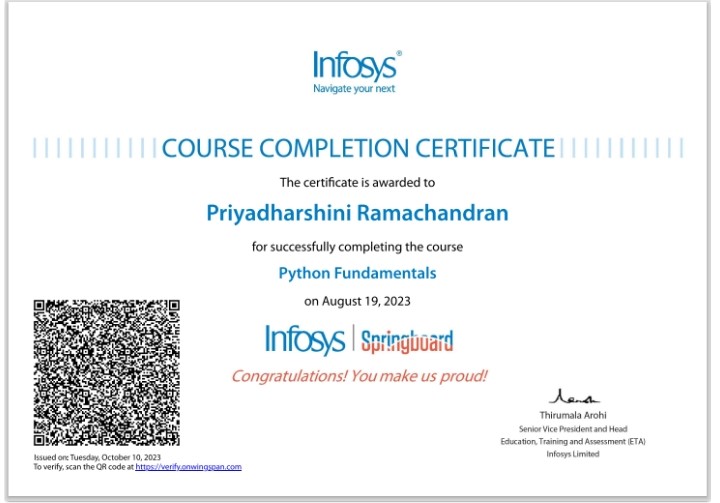 Infosys®
Navigate your next
COURSE COMPLETION CERTIFICATE
The certificate is awarded to
Priyadharshini Ramachandran
for successfully completing the course
Python Fundamentals
on August 19, 2023
Infosys | Springboard
Congratulations! You make us proud!
Thirumala Arohi
Senior Vice President and Head
Education, Training and Assessment (ETA)
Infosys Limited
Issued on: Tuesday, October 10, 2023
To verify, scan the QR code at https://verify.onwingspan.com